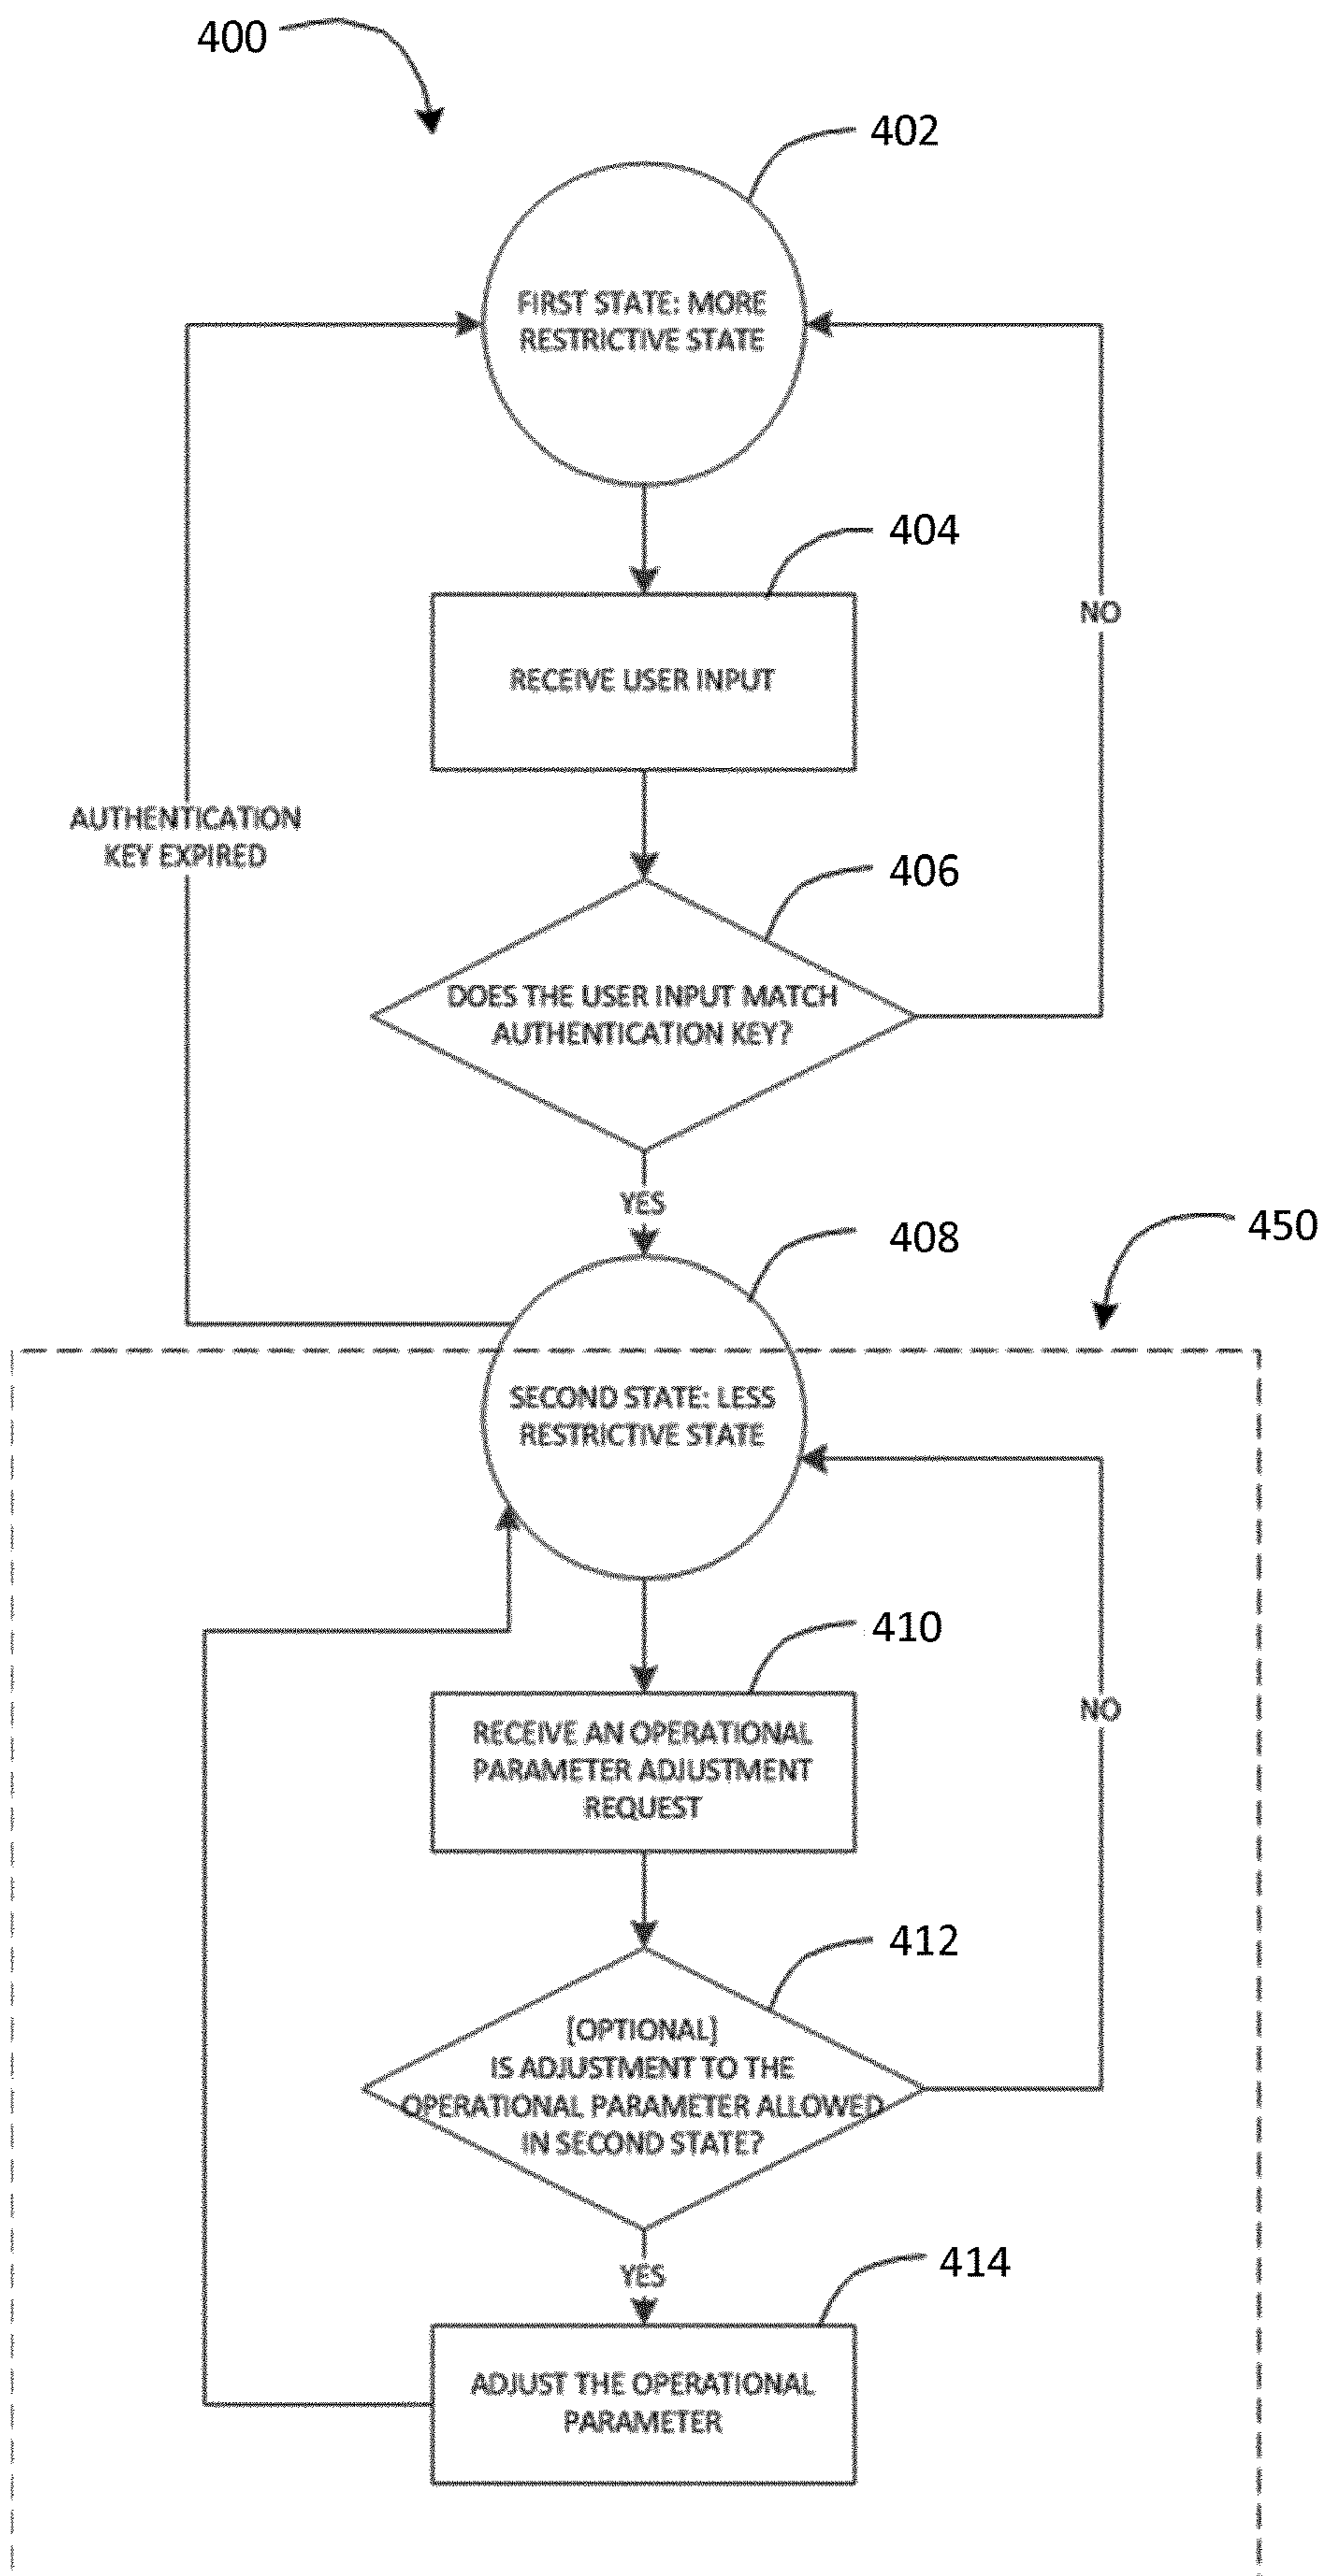 400
402
FIRST STATE: MORE
RESTRICTIVE STATE
404
RECEIVE USER INPUT
NO
AUTHENTICATION
KEY EXPIRED
406
DOES THE USER INPUT MATCH
AUTHENTICATION KEY?
YES
408
450
SECOND STATE: LESS
RESTRICTIVE STATE
410
RECEIVE AN OPERATIONAL
PARAMETER ADJUSTMENT
REQUEST
NO
412
[OPTIONAL]
IS ADJUSTMENT TO THE
OPERATIONAL PARAMETER ALLOWED
IN SECOND STATE?
YES
414
ADJUST THE OPERATIONAL
PARAMETER